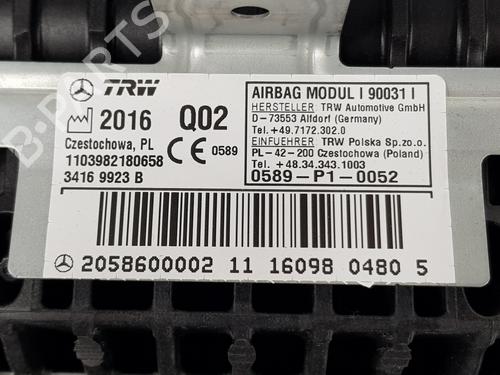 TRW
2016 Q02
Czestochowa, PL
1103982180658
3416 9923 B
CE 0589
AIRBAG MODUL | 90031 |
HERSTELLER: TRW Automotive GmbH
D-73553 Alfdorf (Germany)
Tel.+49.7172.302.0
EINFUEHRER: TRW Polska Sp.zo.o.
PL-42-200 Czestochowa (Poland)
Tel.+48.34.343.1003
0589-P1-0052
2058600002 11 16098 0480 5